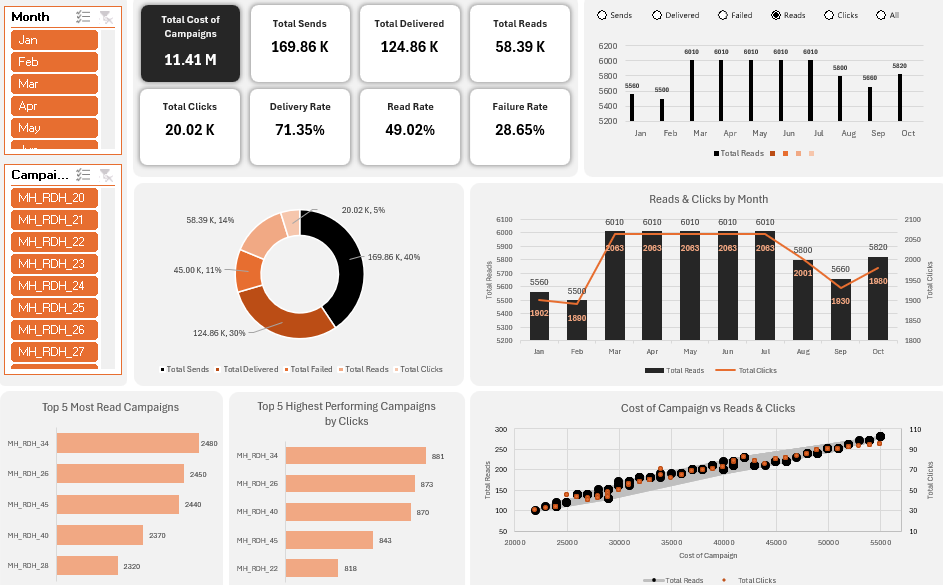 Month
Jan
Feb
Mar
Apr
May
Campai...
MH_RDH_20
MH_RDH_21
MH_RDH_22
MH_RDH_23
MH_RDH_24
MH_RDH_25
MH_RDH_26
MH_RDH_27
Total Cost of
Campaigns
11.41 M
Total Sends
169.86 K
Total Delivered
124.86 K
Total Reads
58.39 K
Total Clicks
20.02 K
Delivery Rate
71.35%
Read Rate
49.02%
Failure Rate
28.65%
Sends Delivered Failed Reads Clicks All
6200
6000
5800
5600
5400
5200
5560 5500 6010 6010 6010 6010 6010 5800 5660 5820
Jan Feb Mar Apr May Jun Jul Aug Sep Oct
Total Reads
58.39 K, 14%
20.02 K, 5%
169.86 K, 40%
45.00 K, 11%
124.86 K, 30%
Total Sends Total Delivered Total Failed Total Reads Total Clicks
Reads & Clicks by Month
Total Reads
6100
6000
5900
5800
5700
5600
5500
5400
5300
5200
5560 5500 6010 6010 6010 6010 6010 5800 5660 5820
1902 1890 2063 2063 2063 2063 2063 2001 1930 1980
2100
2050
2000
1950
1900
1850
1800
Total Clicks
Jan Feb Mar Apr May Jun Jul Aug Sep Oct
Total Reads Total Clicks
Top 5 Most Read Campaigns
MH_RDH_34 2480
MH_RDH_26 2450
MH_RDH_45 2440
MH_RDH_40 2370
MH_RDH_28 2320
Top 5 Highest Performing Campaigns
by Clicks
MH_RDH_34 881
MH_RDH_26 873
MH_RDH_40 870
MH_RDH_45 843
MH_RDH_22 818
Cost of Campaign vs Reads & Clicks
Total Reads
300
250
200
150
100
50
110
90
70
50
30
10
Total Clicks
20000 25000 30000 35000 40000 45000 50000 55000
Cost of Campaign
Total Reads Total Clicks